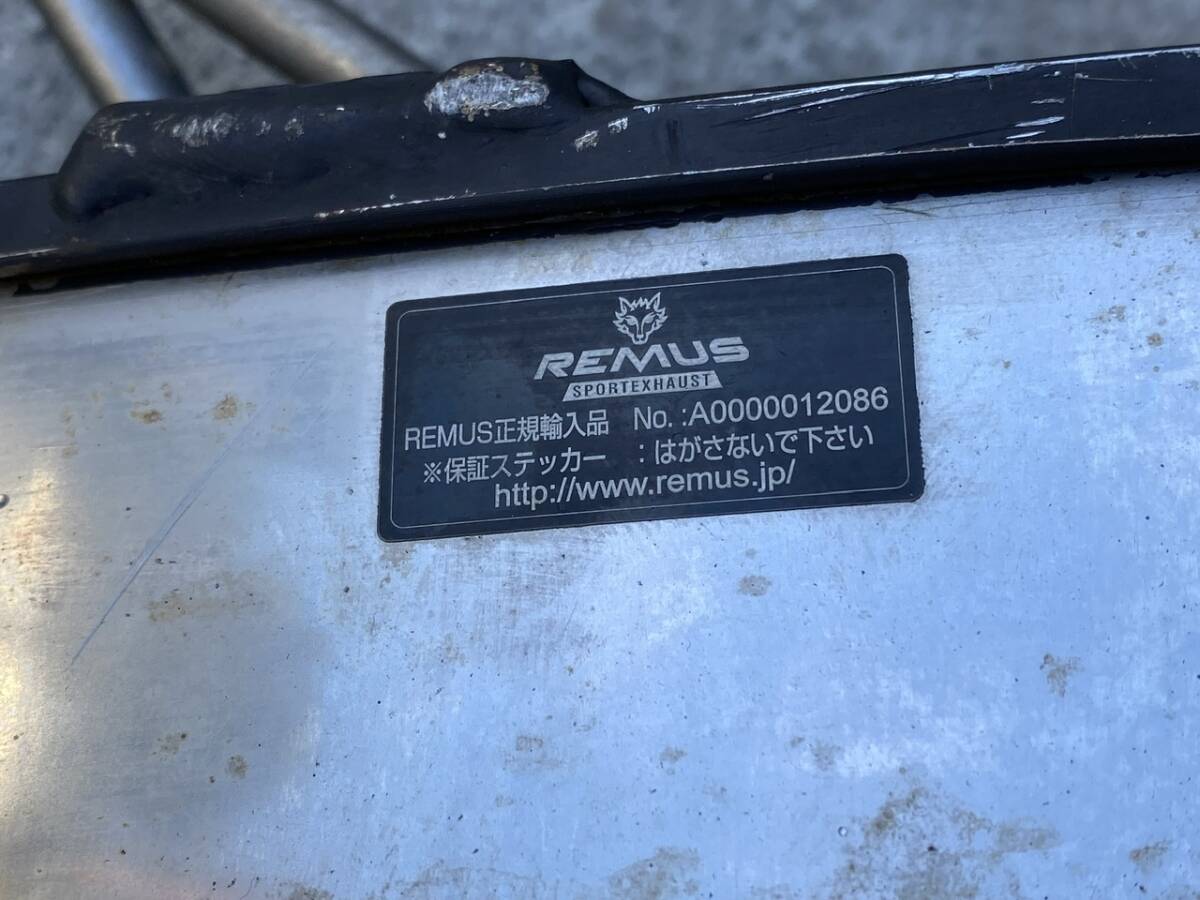 REMUS
SPORTEXHAUST
REMUS正規輸入品 No.:A0000012086
※保証ステッカー :はがさないで下さい
http://www.remus.jp/